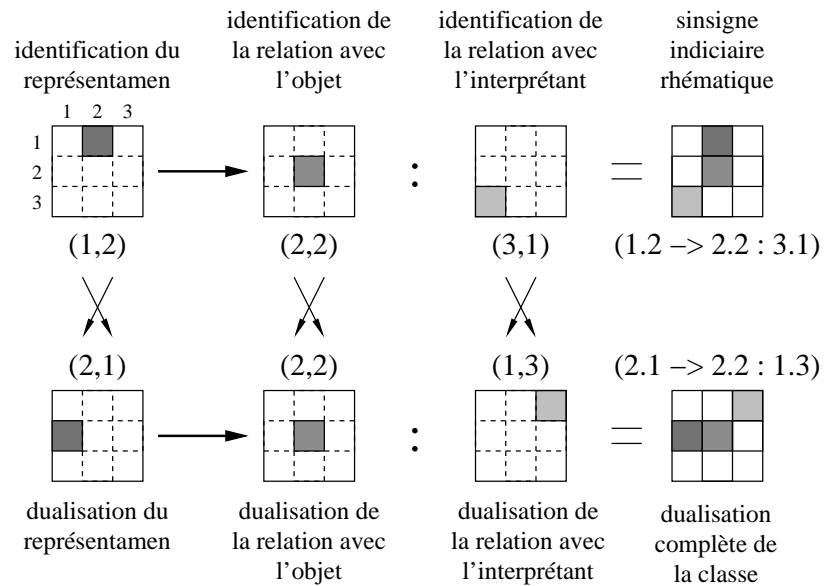 identification du
représentamen
identification de
la relation avec
l'objet
identification de
la relation avec
l'interprétant
sinsigne
indiciaire
rhématique
1 2 3
1
2
3
:
=
(1,2)
(2,2)
(3,1)
(1.2 −> 2.2 : 3.1)
(2,1)
(2,2)
(1,3)
(2.1 −> 2.2 : 1.3)
:
=
dualisation du
représentamen
dualisation de
la relation avec
l'objet
dualisation de
la relation avec
l'interprétant
dualisation
complète de
la classe